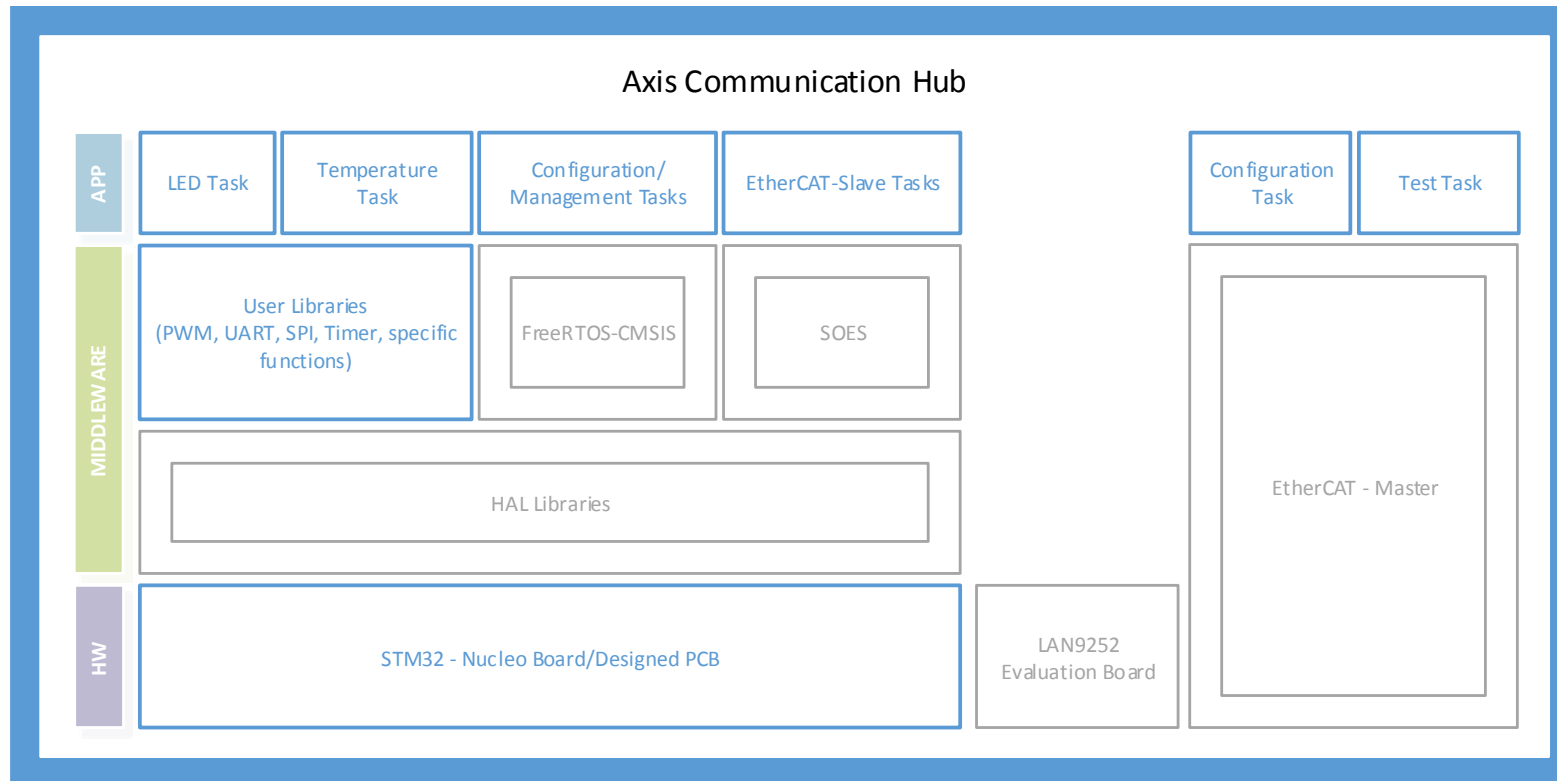 Axis Communication Hub
APP
LED Task
Temperature
Task
Configuration/
Management Tasks
EtherCAT-Slave Tasks
Configuration
Task
Test Task
MIDDLEWARE
User Libraries
(PWM, UART, SPI, Timer, specific
functions)
FreeRTOS-CMSIS
SOES
HAL Libraries
EtherCAT - Master
HW
STM32 - Nucleo Board/Designed PCB
LAN9252
Evaluation Board